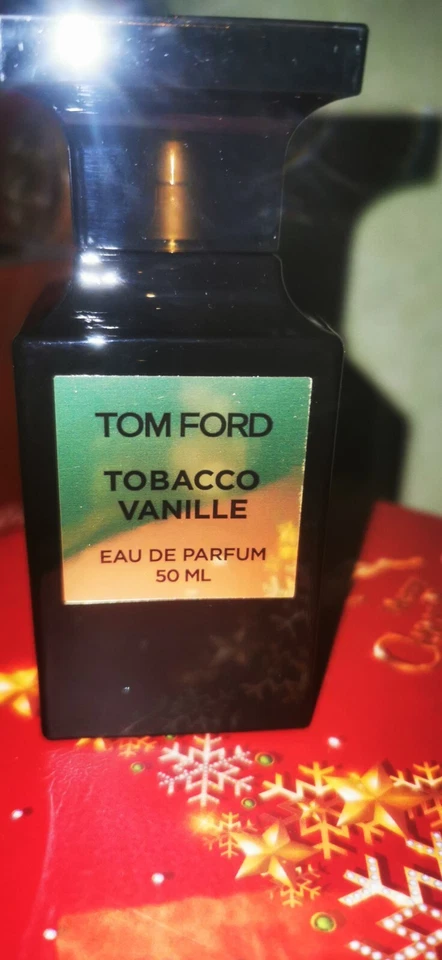 TOM FORD
TOBACCO
VANILLE
EAU DE PARFUM
50 ML